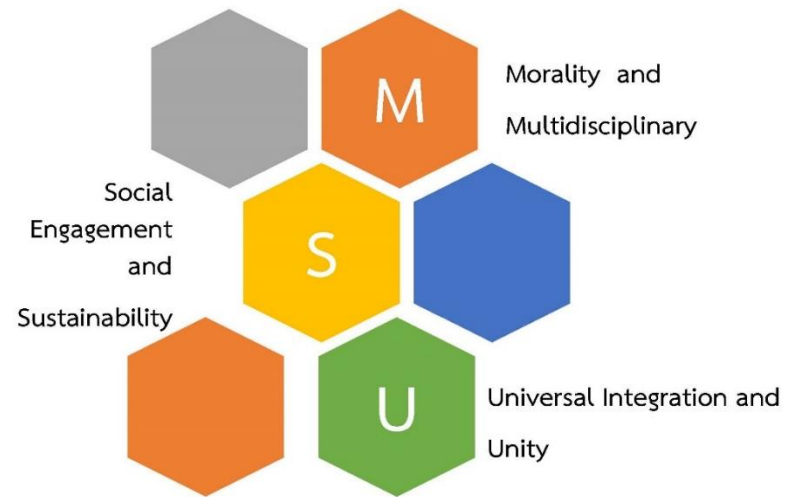 M
Morality and
Multidisciplinary
Social
Engagement
and
Sustainability
S
U
Universal Integration and
Unity